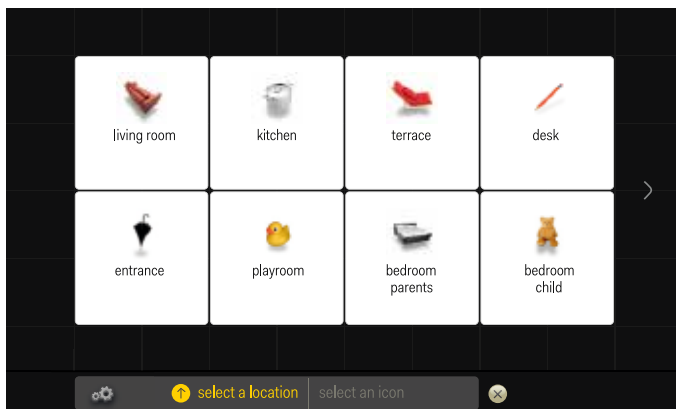 living room
kitchen
terrace
desk
entrance
playroom
bedroom
parents
bedroom
child
select a location
select an icon